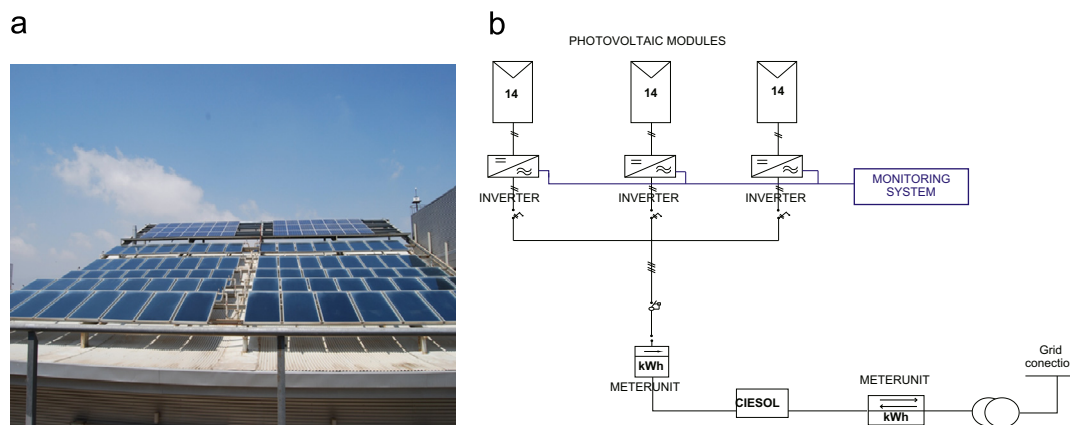 a
b
PHOTOVOLTAIC MODULES
14
14
14
INVERTER
INVERTER
INVERTER
MONITORING
SYSTEM
kWh
METERUNIT
CIESOL
METERUNIT
kWh
Grid
conectio